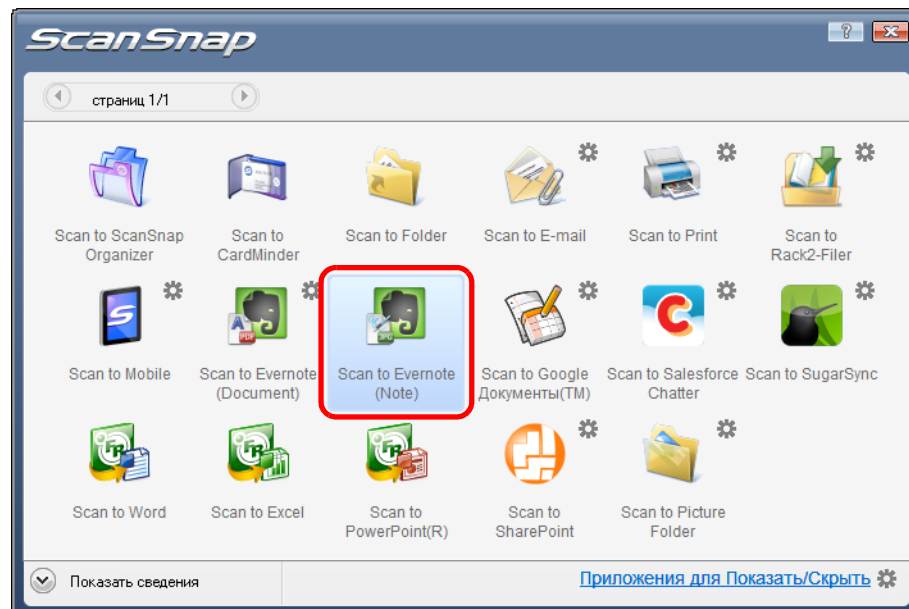 ScanSnap
?
страниц 1/1
Scan to ScanSnap
Organizer
Scan to
CardMinder
Scan to Folder
Scan to E-mail
Scan to Print
Scan to
Rack2-Filer
Scan to Mobile
Scan to Evernote
(Document)
Scan to Evernote
(Note)
Scan to Google
Документы(TM)
Scan to Salesforce
Chatter
Scan to SugarSync
Scan to Word
Scan to Excel
Scan to
PowerPoint(R)
Scan to
SharePoint
Scan to Picture
Folder
Показать сведения
Приложения для Показать/Скрыть